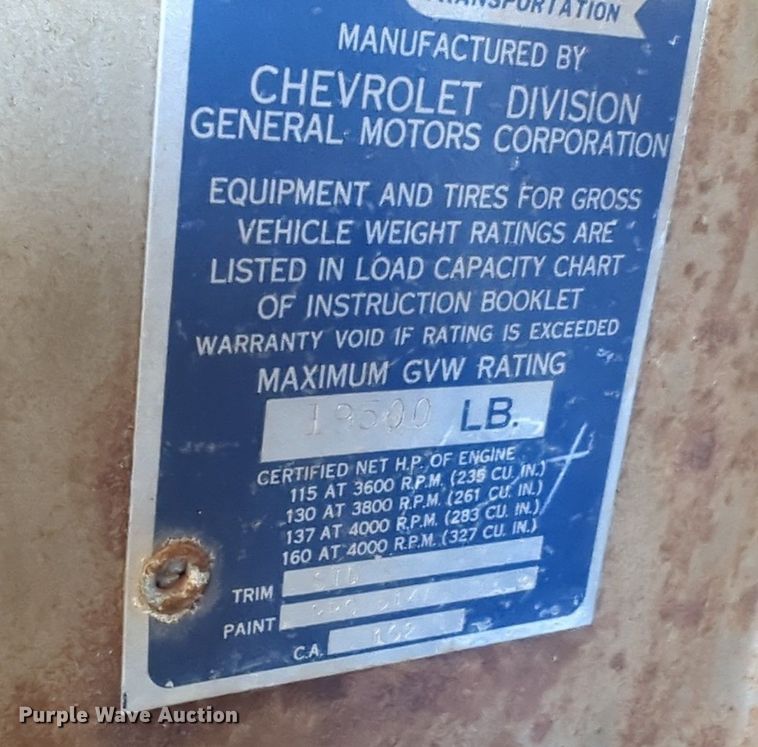 TRANSPORTATION
MANUFACTURED BY
CHEVROLET DIVISION
GENERAL MOTORS CORPORATION
EQUIPMENT AND TIRES FOR GROSS
VEHICLE WEIGHT RATINGS ARE
LISTED IN LOAD CAPACITY CHART
OF INSTRUCTION BOOKLET
WARRANTY VOID IF RATING IS EXCEEDED
MAXIMUM GVW RATING
19500 LB.
CERTIFIED NET H.P. OF ENGINE
115 AT 3600 R.P.M. (235 CU. IN.)
130 AT 3800 R.P.M. (261 CU. IN.)
137 AT 4000 R.P.M. (283 CU. IN.)
160 AT 4000 R.P.M. (327 CU. IN.)
TRIM STD
PAINT
C.A. 102
Purple Wave Auction